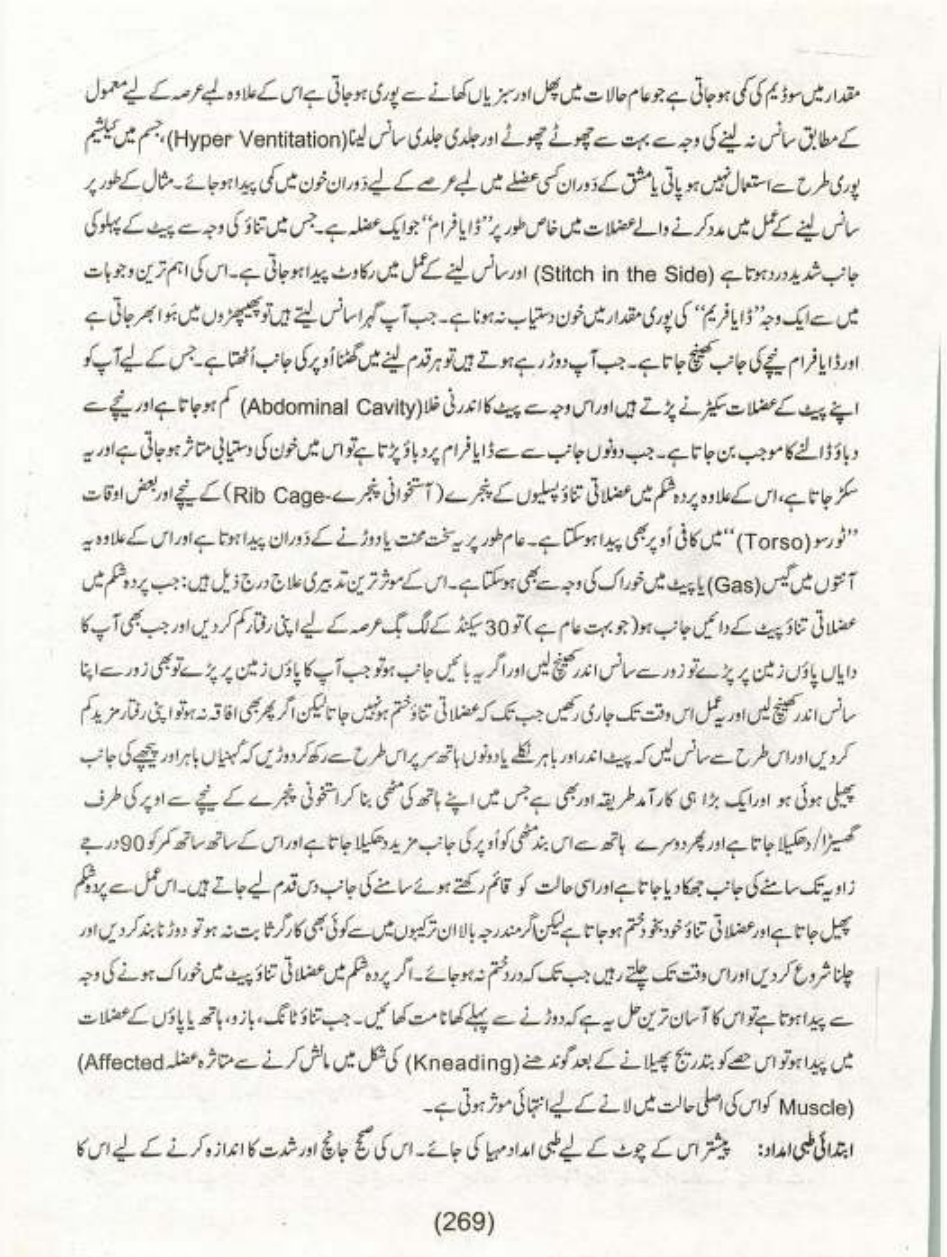 مقدار میں سوڈیم کی کمی ہوجاتی ہے جو عام حالات میں پھل اور سبزیاں کھانے سے پوری ہوجاتی ہے اس کے علاوہ لمبے عرصہ کے لیے معمول
کے مطابق سانس نہ لینے کی وجہ سے بہت سے چھوٹے چھوٹے اور جلدی جلدی سانس لینا (Hyper Ventitation)، جسم میں کیلشیم
پوری طرح سے استعمال نہیں ہو پاتی یا مشق کے دَوران کسی عضلے میں لمبے عرصے کے لیے دَوران خون میں کمی پیدا ہوجائے۔ مثال کے طور پر
سانس لینے کے عمل میں مدد کرنے والے عضلات میں خاص طور پر ”ڈایافرام“ جو ایک عضلہ ہے۔ جس میں تناؤ کی وجہ سے پیٹ کے پہلو کی
جانب شدید درد ہوتا ہے (Stitch in the Side) اور سانس لینے کے عمل میں رکاوٹ پیدا ہوجاتی ہے۔ اس کی اہم ترین وجوہات
میں سے ایک وجہ ”ڈایافریم“ کی پوری مقدار میں خون دستیاب نہ ہونا ہے۔ جب آپ گہرا سانس لیتے ہیں تو پھیپھڑوں میں ہَوا بھر جاتی ہے
اور ڈایافرام نیچے کی جانب کھینچ جاتا ہے۔ جب آپ دوڑ رہے ہوتے ہیں تو ہر قدم لینے میں گھٹنا اُوپر کی جانب اُٹھتا ہے۔ جس کے لیے آپ کو
اپنے پیٹ کے عضلات سکیڑنے پڑتے ہیں اور اس وجہ سے پیٹ کا اندرنی خلا (Abdominal Cavity) کم ہوجاتا ہے اور نیچے سے
دباؤ ڈالنے کا موجب بن جاتا ہے۔ جب دونوں جانب سے سے ڈایافرام پر دباؤ پڑتا ہے تو اس میں خون کی دستیابی متاثر ہوجاتی ہے اور یہ
سکڑ جاتا ہے، اس کے علاوہ پردہ شکم میں عضلاتی تناؤ پسلیوں کے پنجرے (آستخوانی پنجرے-Rib Cage) کے نیچے اور بعض اوقات
”ٹورسو (Torso)“ میں کافی اُوپر بھی پیدا ہوسکتا ہے۔ عام طور پر یہ سخت محنت یا دوڑنے کے دَوران پیدا ہوتا ہے اور اس کے علاوہ یہ
آنتوں میں گیس (Gas) یا پیٹ میں خوراک کی وجہ سے بھی ہوسکتا ہے۔ اس کے موثر ترین تدبیری علاج درج ذیل ہیں: جب پردہ شکم میں
عضلاتی تناؤ پیٹ کے دائیں جانب ہو (جو بہت عام ہے) تو 30 سیکنڈ کے لگ بگ عرصہ کے لیے اپنی رفتار کم کردیں اور جب بھی آپ کا
دایاں پاؤں زمین پر پڑے تو زور سے سانس اندر کھینچ لیں اور اگر یہ بائیں جانب ہو تو جب آپ کا پاؤں زمین پر پڑے تو بھی زور سے اپنا
سانس اندر کھینچ لیں اور یہ عمل اس وقت تک جاری رکھیں جب تک کہ عضلاتی تناؤ ختم ہو نہیں جاتا لیکن اگر پھر بھی افاقہ نہ ہو تو اپنی رفتار مزید کم
کردیں اور اس طرح سے سانس لیں کہ پیٹ اندر اور باہر نکلے یا دونوں ہاتھ سر پر اس طرح سے رکھ کر دوڑیں کہ کہنیاں باہر اور پیچھے کی جانب
پھیلی ہوئی ہو اور ایک بڑا ہی کارآمد طریقہ اور بھی ہے جس میں اپنے ہاتھ کی مٹھی بنا کر استخونی پنجرے کے نیچے سے اوپر کی طرف
گھسیڑا/دھکیلا جاتا ہے اور پھر دوسرے ہاتھ سے اس بند مٹھی کو اُوپر کی جانب مزید دھکیلا جاتا ہے اور اس کے ساتھ ساتھ کمر کو 90 درجے
زاویہ تک سامنے کی جانب جھکا دیا جاتا ہے اور اسی حالت کو قائم رکھتے ہوئے سامنے کی جانب دس قدم لیے جاتے ہیں۔ اس عمل سے پردہ شکم
پھیل جاتا ہے اور عضلاتی تناؤ خود بخود ختم ہوجاتا ہے لیکن اگر مندرجہ بالا ان ترکیبوں میں سے کوئی بھی کارگر ثابت نہ ہو تو دوڑنا بند کردیں اور
چلنا شروع کردیں اور اس وقت تک چلتے رہیں جب تک کہ درد ختم نہ ہوجائے۔ اگر پردہ شکم میں عضلاتی تناؤ پیٹ میں خوراک ہونے کی وجہ
سے پیدا ہوتا ہے تو اس کا آسان ترین حل یہ ہے کہ دوڑنے سے پہلے کھانا مت کھائیں۔ جب تناؤ ٹانگ، بازو، ہاتھ یا پاؤں کے عضلات
میں پیدا ہو تو اس حصے کو بتدریج پھیلانے کے بعد گوندھنے (Kneading) کی شکل میں مالش کرنے سے متاثرہ عضلہ (Affected
Muscle) کو اس کی اصلی حالت میں لانے کے لیے انتہائی موثر ہوتی ہے۔
ابتدائی طبی امداد: پیشتر اس کے چوٹ کے لیے طبی امداد مہیا کی جائے۔ اس کی صحیح جانچ اور شدت کا اندازہ کرنے کے لیے اس کا
(269)